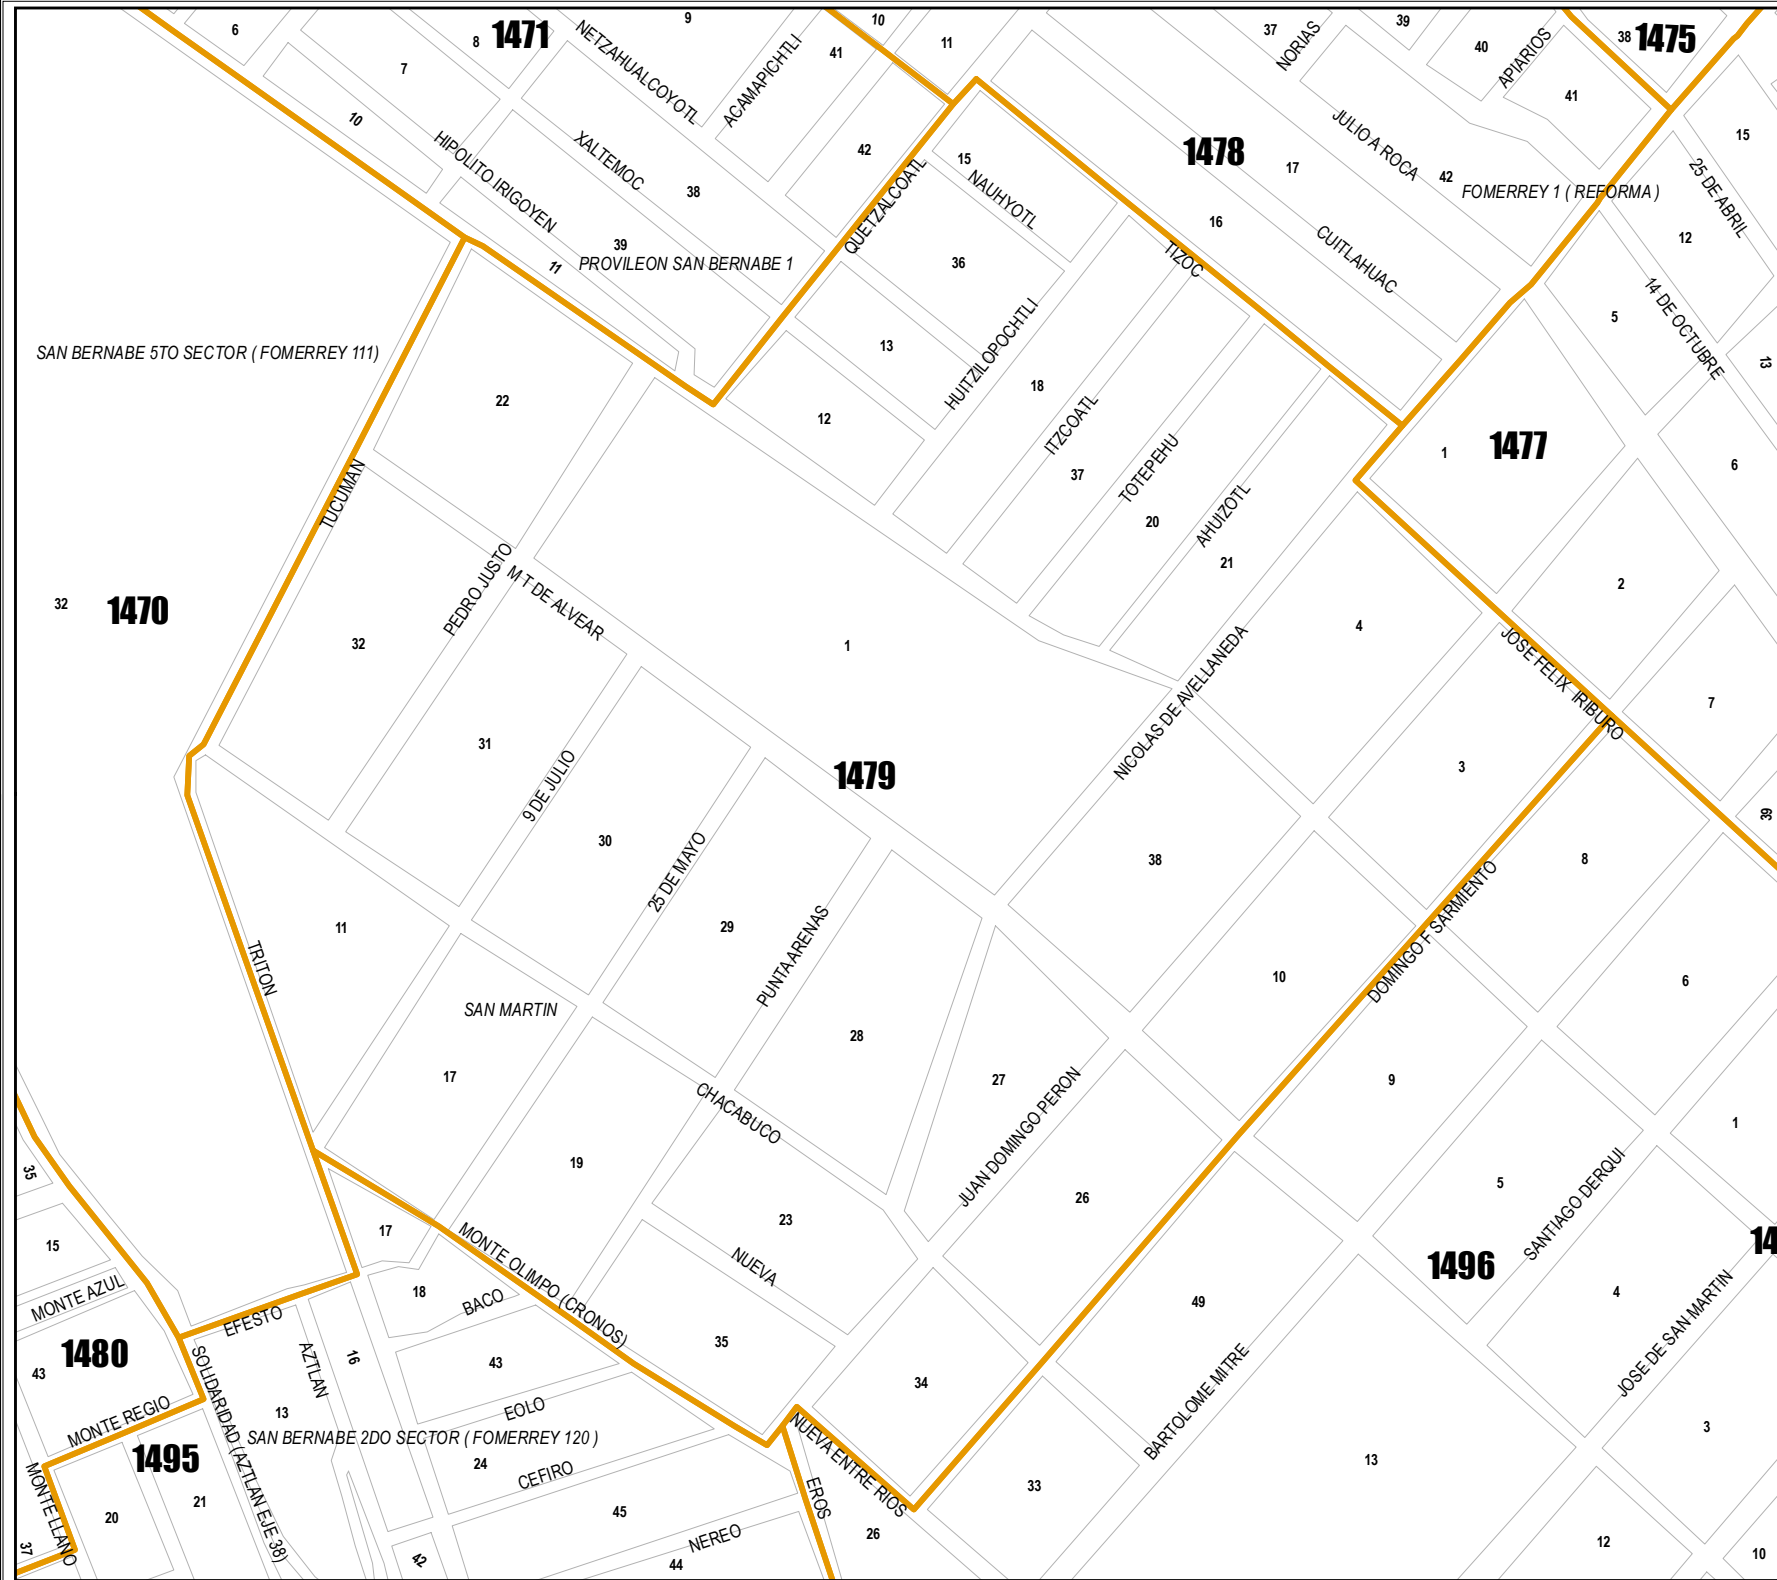 6
8
1471
NETZAHUALCOYOTL
9
ACAMAPICHTLI
10
41
11
37
NORIAS
39
40
APIARIOS
38
1475
7
41
10
HIPOLITO IRIGOYEN
XALTEMOC
38
42
15
NAUHYOTL
1478
17
JULIO A ROCA
42
FOMERREY 1 ( REFORMA )
15
25 DE ABRIL
12
39
11
PROVILEON SAN BERNABE 1
QUETZALCOATL
36
16
TIZOC
CUITLAHUAC
5
14 DE OCTUBRE
13
SAN BERNABE 5TO SECTOR ( FOMERREY 111)
22
13
HUITZILOPOCHTLI
18
12
ITZCOATL
37
TOTEPEHU
20
AHUIZOTL
21
1
1477
6
TUCUMAN
32
1470
32
PEDRO JUSTO
M T DE ALVEAR
1
NICOLAS DE AVELLANEDA
4
JOSE FELIX IRIBURO
2
7
31
9 DE JULIO
1479
3
39
30
25 DE MAYO
38
8
11
29
PUNTA ARENAS
DOMINGO F SARMIENTO
TRITON
SAN MARTIN
28
10
6
17
CHACABUCO
27
JUAN DOMINGO PERON
9
1
35
19
23
26
5
SANTIAGO DERQUI
15
17
MONTE OLIMPO (CRONOS)
NUEVA
1496
14
MONTE AZUL
EFESTO
18
BACO
49
4
JOSE DE SAN MARTIN
1480
43
SOLIDARIDAD (AZTLAN EJE 38)
AZTLAN
16
43
35
34
BARTOLOME MITRE
MONTE REGIO
13
EOLO
SAN BERNABE 2DO SECTOR ( FOMERREY 120 )
NUEVA ENTRE RIOS
3
1495
MONTE LLANO
24
CEFIRO
13
20
21
45
EROS
33
26
37
42
NEREO
44
12
10